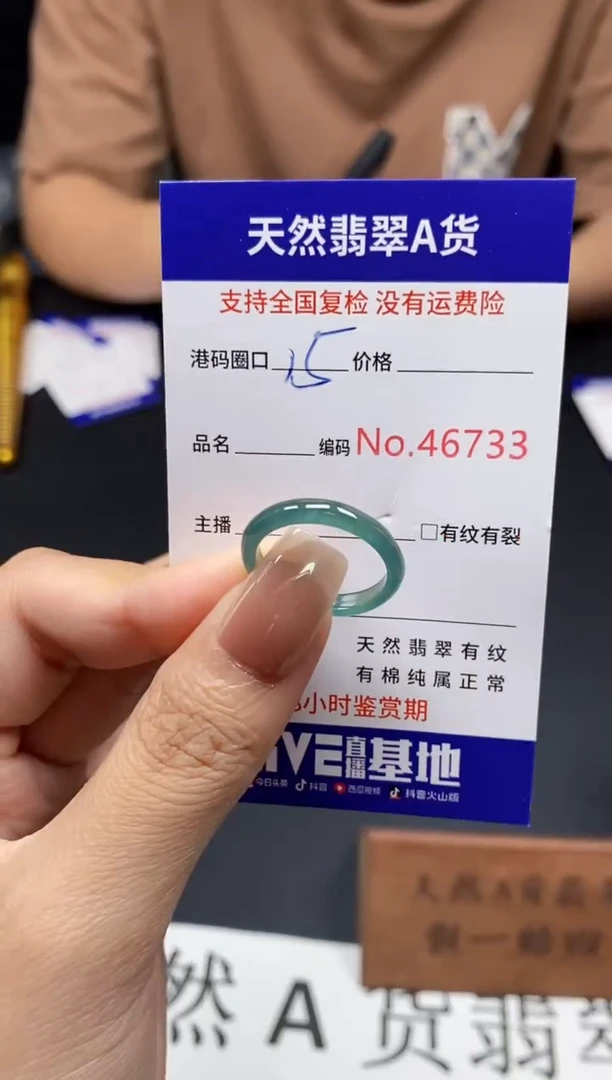 天然翡翠A货
支持全国复检 没有运费险
港码圈口 15 价格
品名 编码 No.46733
主播 □有纹有裂
天然翡翠有纹
有棉纯属正常
小时鉴赏期
直播基地
今日头条 抖音 西瓜视频 抖音火山版
然A货翡